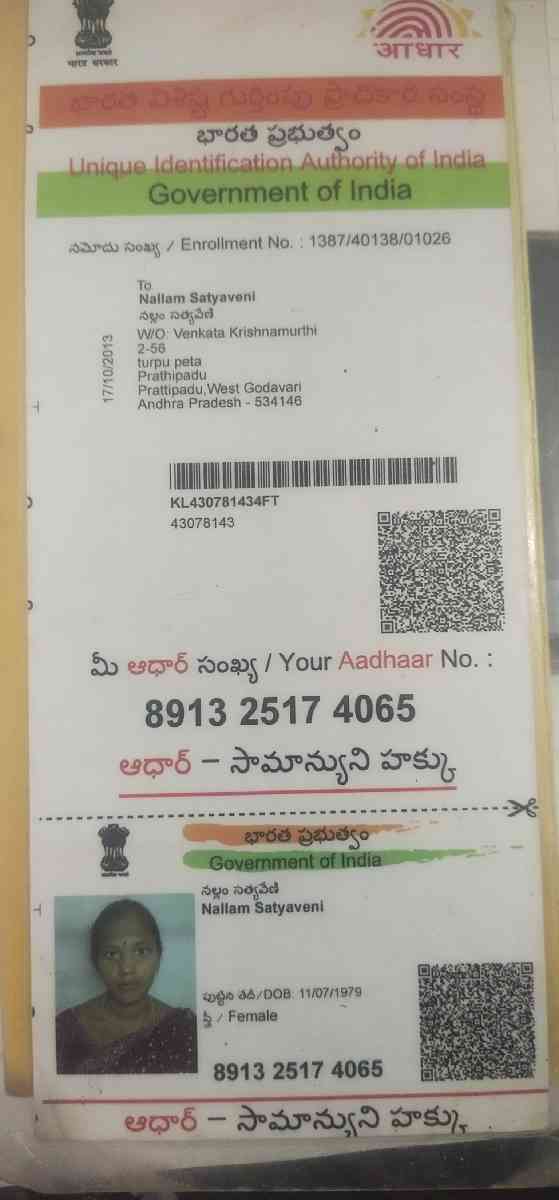 भारत सरकार
आधार
భారత విశిష్ట గుర్తింపు ప్రాధికార సంస్థ
భారత ప్రభుత్వం
Unique Identification Authority of India
Government of India
నమోదు సంఖ్య / Enrollment No. : 1387/40138/01026
To
Nallam Satyaveni
నల్లం సత్యవేణి
W/O: Venkata Krishnamurthi
2-56
turpu peta
Prathipadu
Prattipadu,West Godavari
Andhra Pradesh - 534146
17/10/2013
KL430781434FT
43078143
మీ ఆధార్ సంఖ్య / Your Aadhaar No. :
8913 2517 4065
ఆధార్ – సామాన్యుని హక్కు
భారత ప్రభుత్వం
Government of India
నల్లం సత్యవేణి
Nallam Satyaveni
పుట్టిన తేదీ/DOB: 11/07/1979
స్త్రీ / Female
8913 2517 4065
ఆధార్ – సామాన్యుని హక్కు